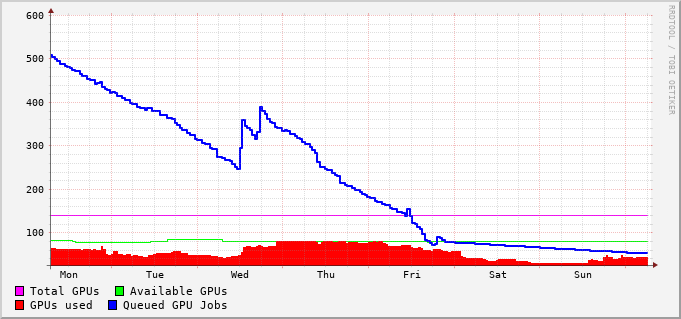 600
500
400
300
200
100
Mon Tue Wed Thu Fri Sat Sun
Total GPUs Available GPUs
GPUs used Queued GPU Jobs
RRDTOOL / TOBI OETIKER